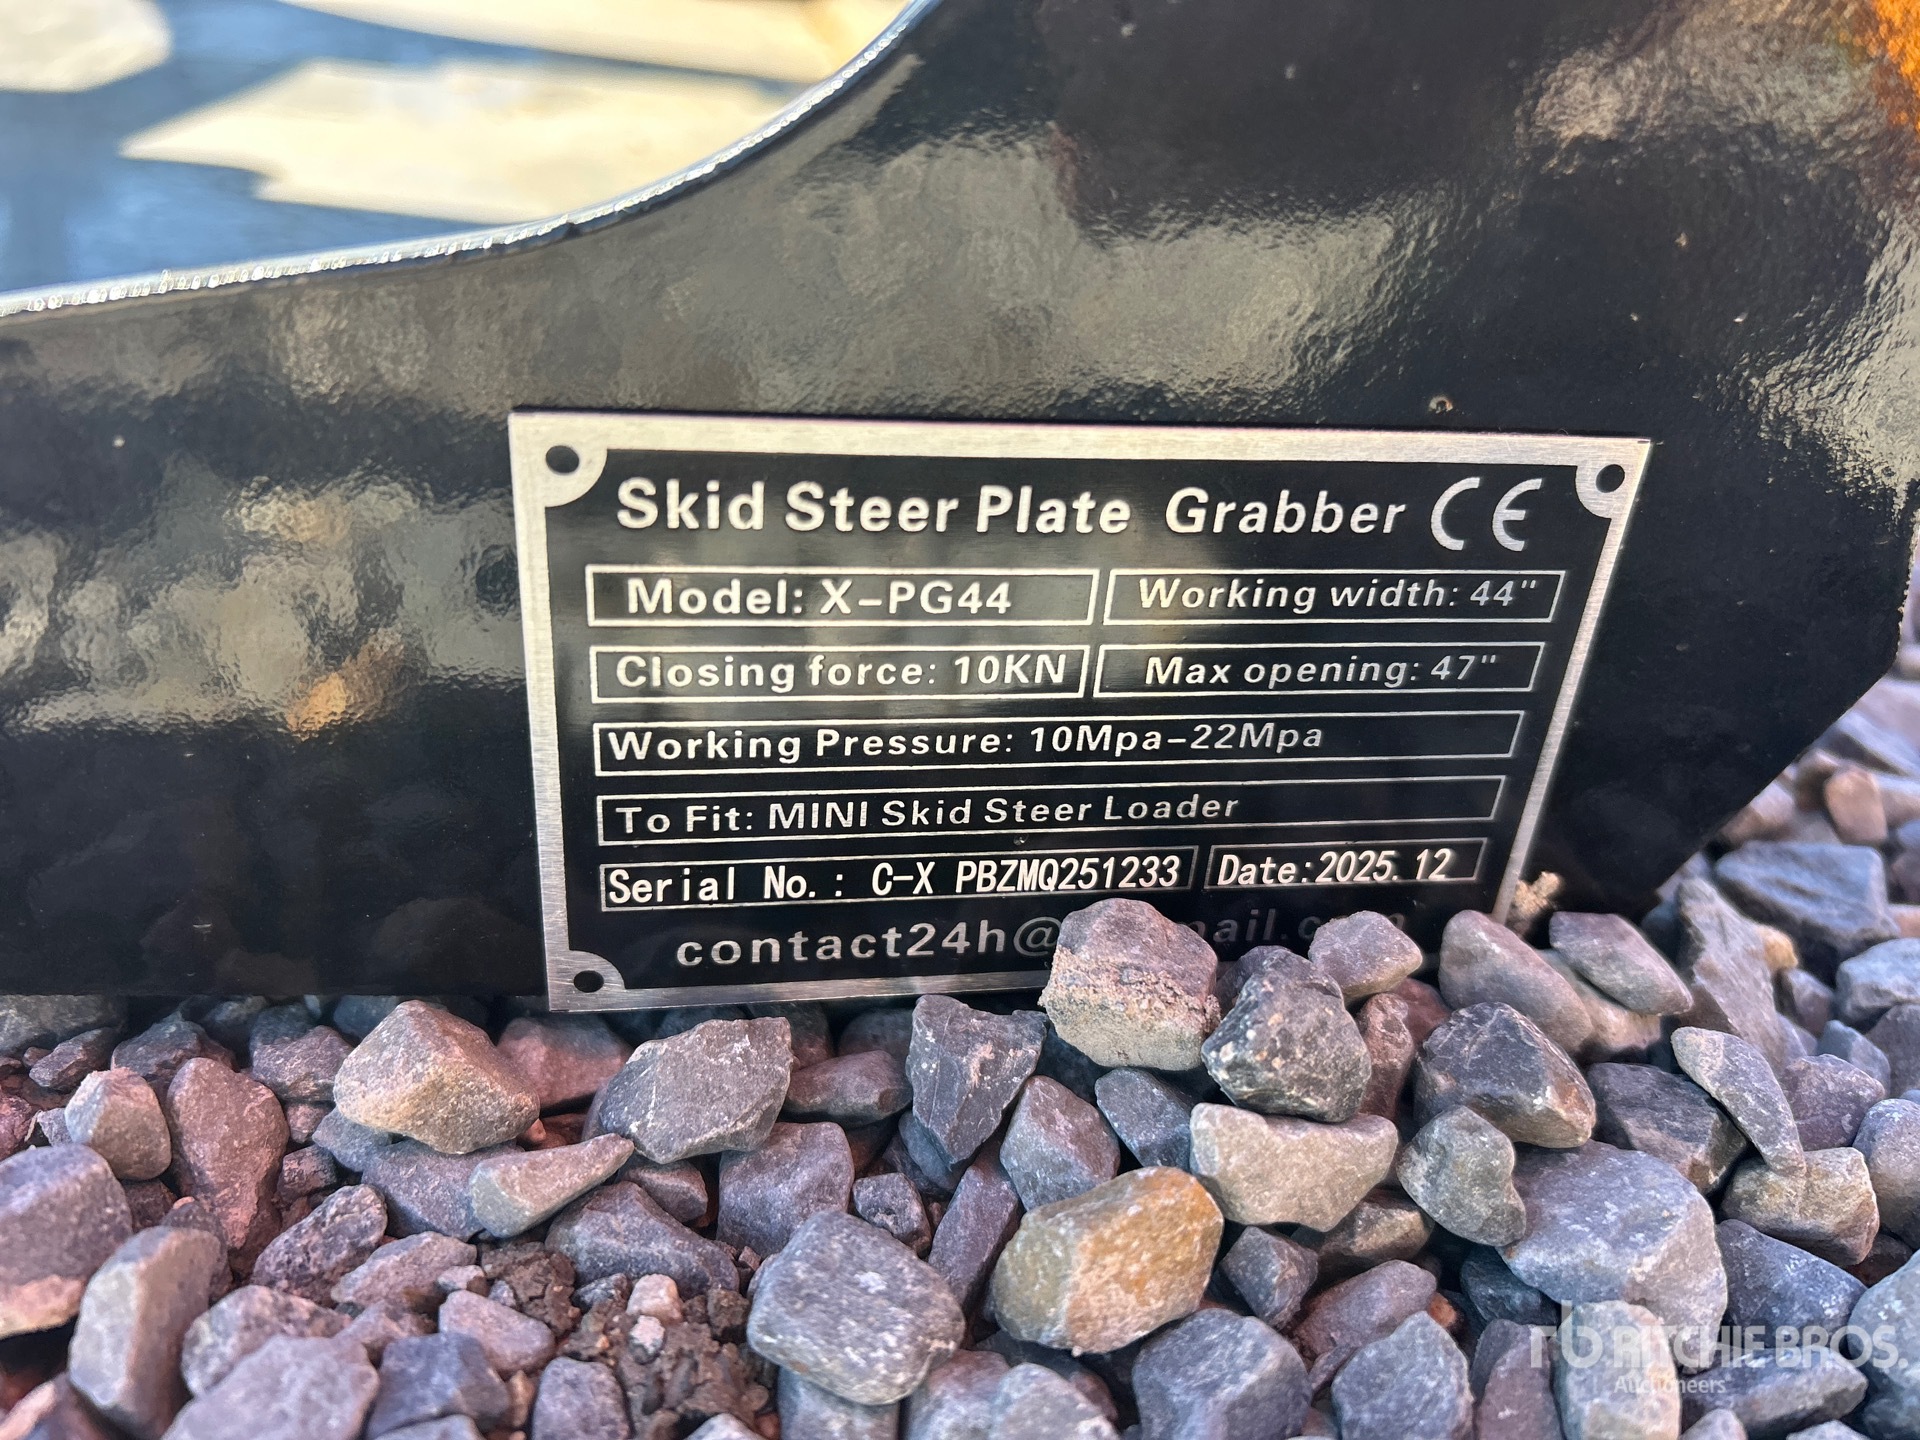 Skid Steer Plate Grabber CE
Model: X-PG44 Working width: 44"
Closing force: 10KN Max opening: 47"
Working Pressure: 10Mpa-22Mpa
To Fit: MINI Skid Steer Loader
Serial No.: C-X PBZMQ251233 Date:2025.12
RITCHIE BROS.
Auctioneers